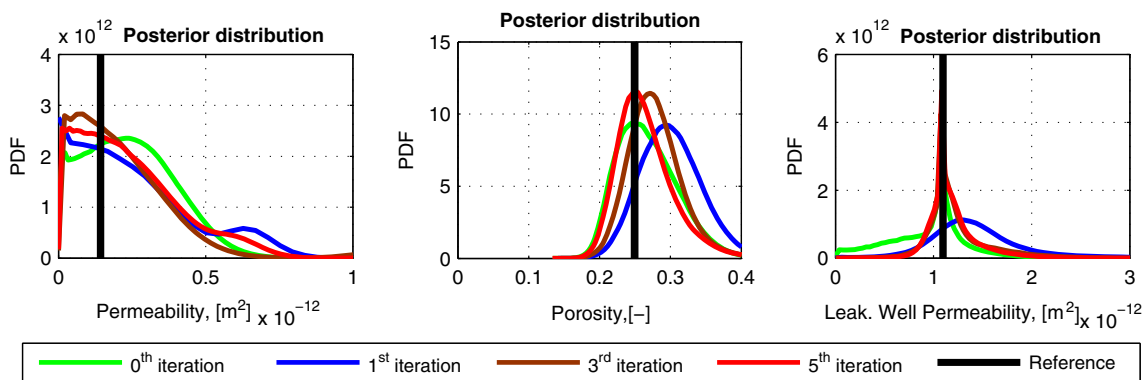 x 10^12 Posterior distribution
4
3
2
1
0
PDF
0 0.5 1
Permeability, [m^2] x 10^−12
Posterior distribution
15
10
5
0
PDF
0 0.1 0.2 0.3 0.4
Porosity,[−]
x 10^12 Posterior distribution
6
4
2
0
PDF
0 1 2 3
Leak. Well Permeability, [m^2] x 10^−12
0^th iteration 1^st iteration 3^rd iteration 5^th iteration Reference